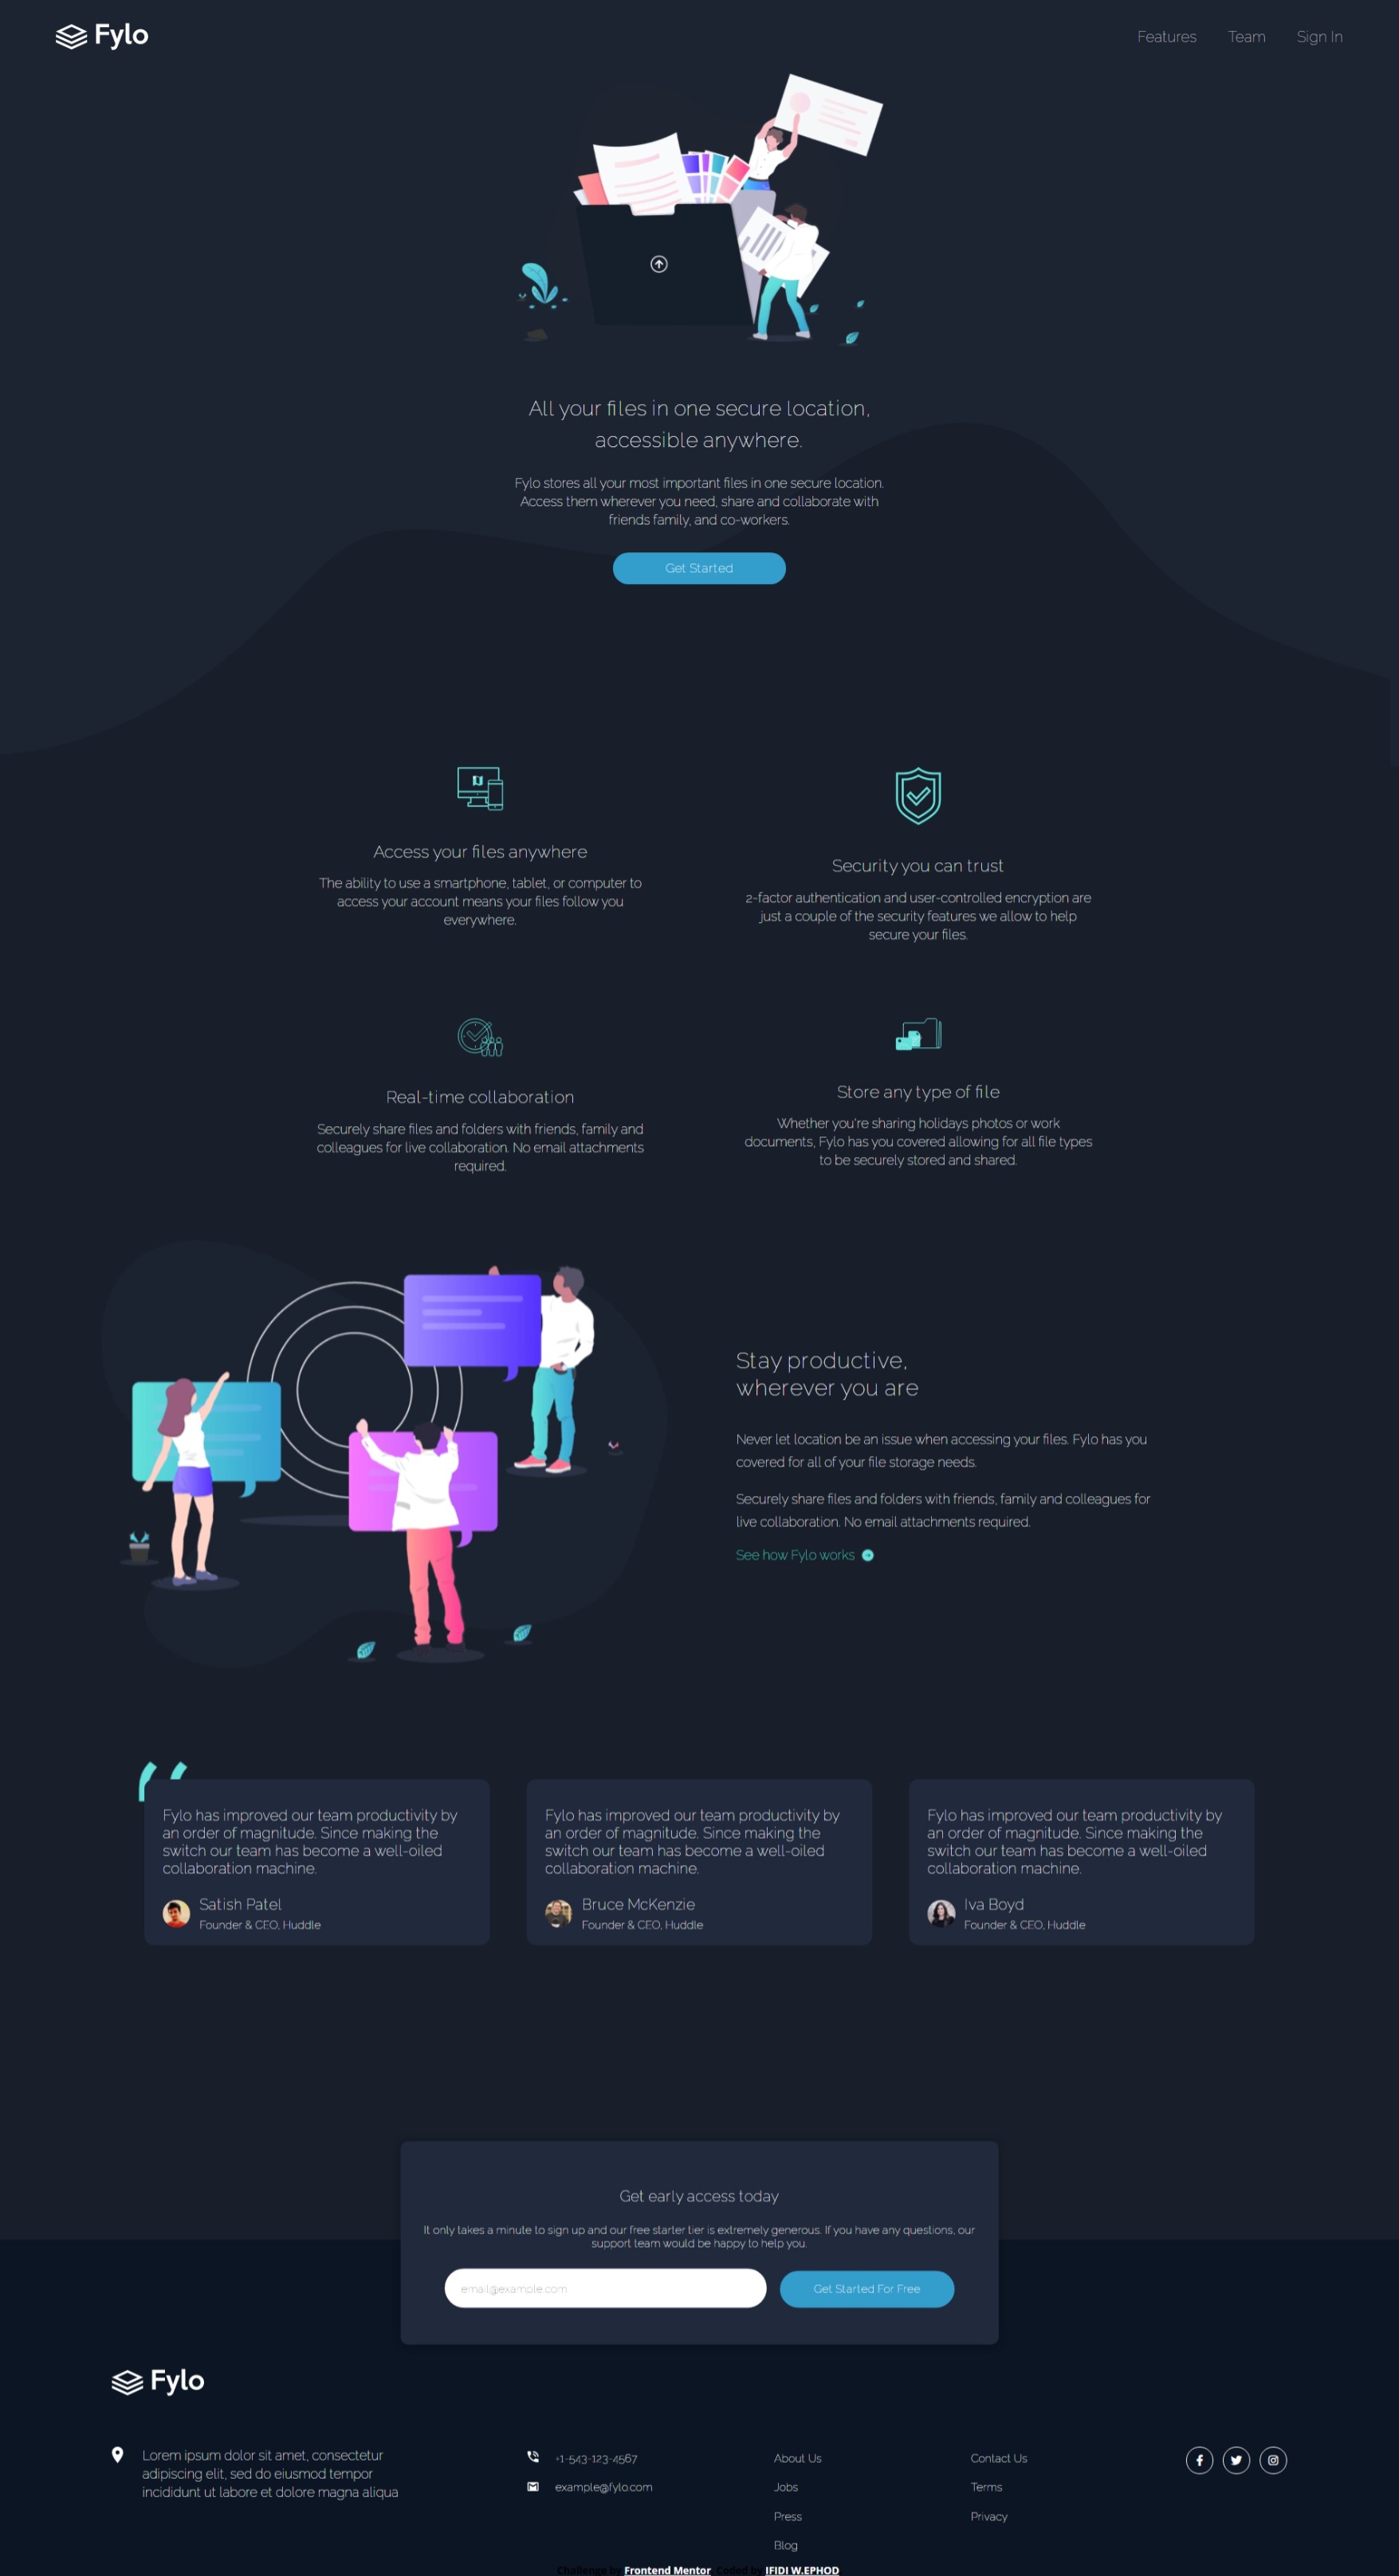 Fylo
Features Team Sign In
All your files in one secure location,
accessible anywhere.
Fylo stores all your most important files in one secure location.
Access them wherever you need, share and collaborate with
friends family, and co-workers.
Get Started
Access your files anywhere
The ability to use a smartphone, tablet, or computer to
access your account means your files follow you
everywhere.
Security you can trust
2-factor authentication and user-controlled encryption are
just a couple of the security features we allow to help
secure your files.
Real-time collaboration
Securely share files and folders with friends, family and
colleagues for live collaboration. No email attachments
required.
Store any type of file
Whether you're sharing holidays photos or work
documents, Fylo has you covered allowing for all file types
to be securely stored and shared.
Stay productive,
wherever you are
Never let location be an issue when accessing your files. Fylo has you
covered for all of your file storage needs.
Securely share files and folders with friends, family and colleagues for
live collaboration. No email attachments required.
See how Fylo works
Fylo has improved our team productivity by
an order of magnitude. Since making the
switch our team has become a well-oiled
collaboration machine.
Satish Patel
Founder & CEO, Huddle
Fylo has improved our team productivity by
an order of magnitude. Since making the
switch our team has become a well-oiled
collaboration machine.
Bruce McKenzie
Founder & CEO, Huddle
Fylo has improved our team productivity by
an order of magnitude. Since making the
switch our team has become a well-oiled
collaboration machine.
Iva Boyd
Founder & CEO, Huddle
Get early access today
It only takes a minute to sign up and our free starter tier is extremely generous. If you have any questions, our
support team would be happy to help you.
email@example.com
Get Started For Free
Fylo
Lorem ipsum dolor sit amet, consectetur
adipiscing elit, sed do eiusmod tempor
incididunt ut labore et dolore magna aliqua
+1-543-123-4567
example@fylo.com
About Us
Jobs
Press
Blog
Contact Us
Terms
Privacy
Challenge by Frontend Mentor. Coded by IFIDI W.EPHOD.